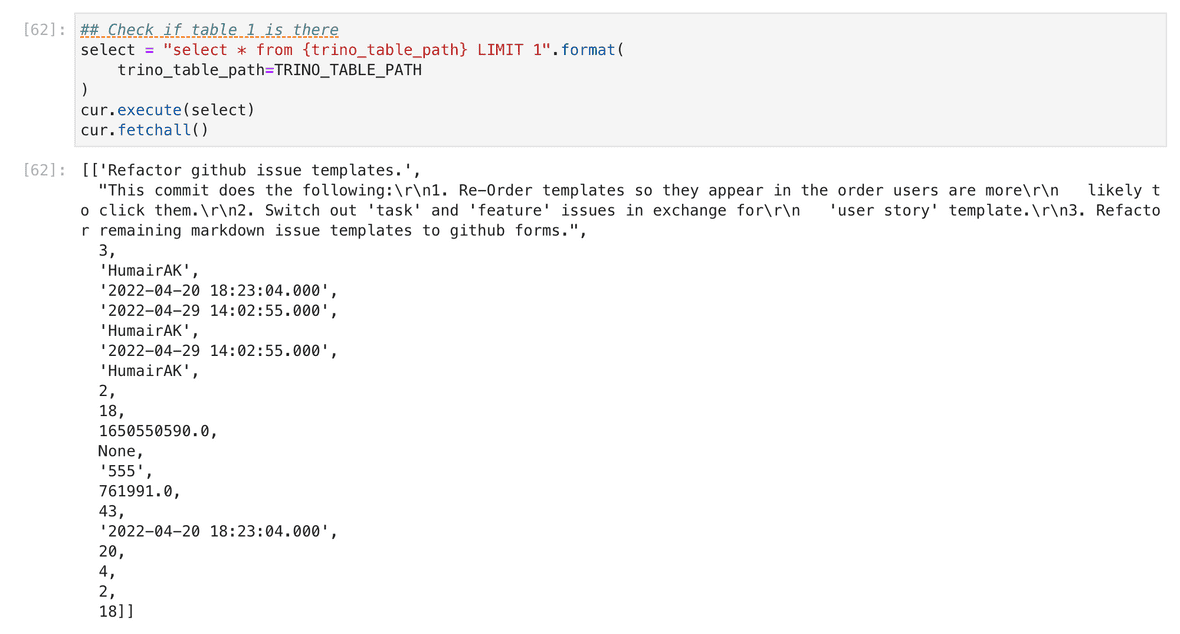 [62]: ## Check if table 1 is there
select = "select * from {trino_table_path} LIMIT 1".format(
    trino_table_path=TRINO_TABLE_PATH
)
cur.execute(select)
cur.fetchall()
[62]: [['Refactor github issue templates.',
  "This commit does the following:\r\n1. Re-Order templates so they appear in the order users are more\r\n   likely t
o click them.\r\n2. Switch out 'task' and 'feature' issues in exchange for\r\n   'user story' template.\r\n3. Refacto
r remaining markdown issue templates to github forms.",
  3,
  'HumairAK',
  '2022-04-20 18:23:04.000',
  '2022-04-29 14:02:55.000',
  'HumairAK',
  '2022-04-29 14:02:55.000',
  'HumairAK',
  2,
  18,
  1650550590.0,
  None,
  '555',
  761991.0,
  43,
  '2022-04-20 18:23:04.000',
  20,
  4,
  2,
  18]]